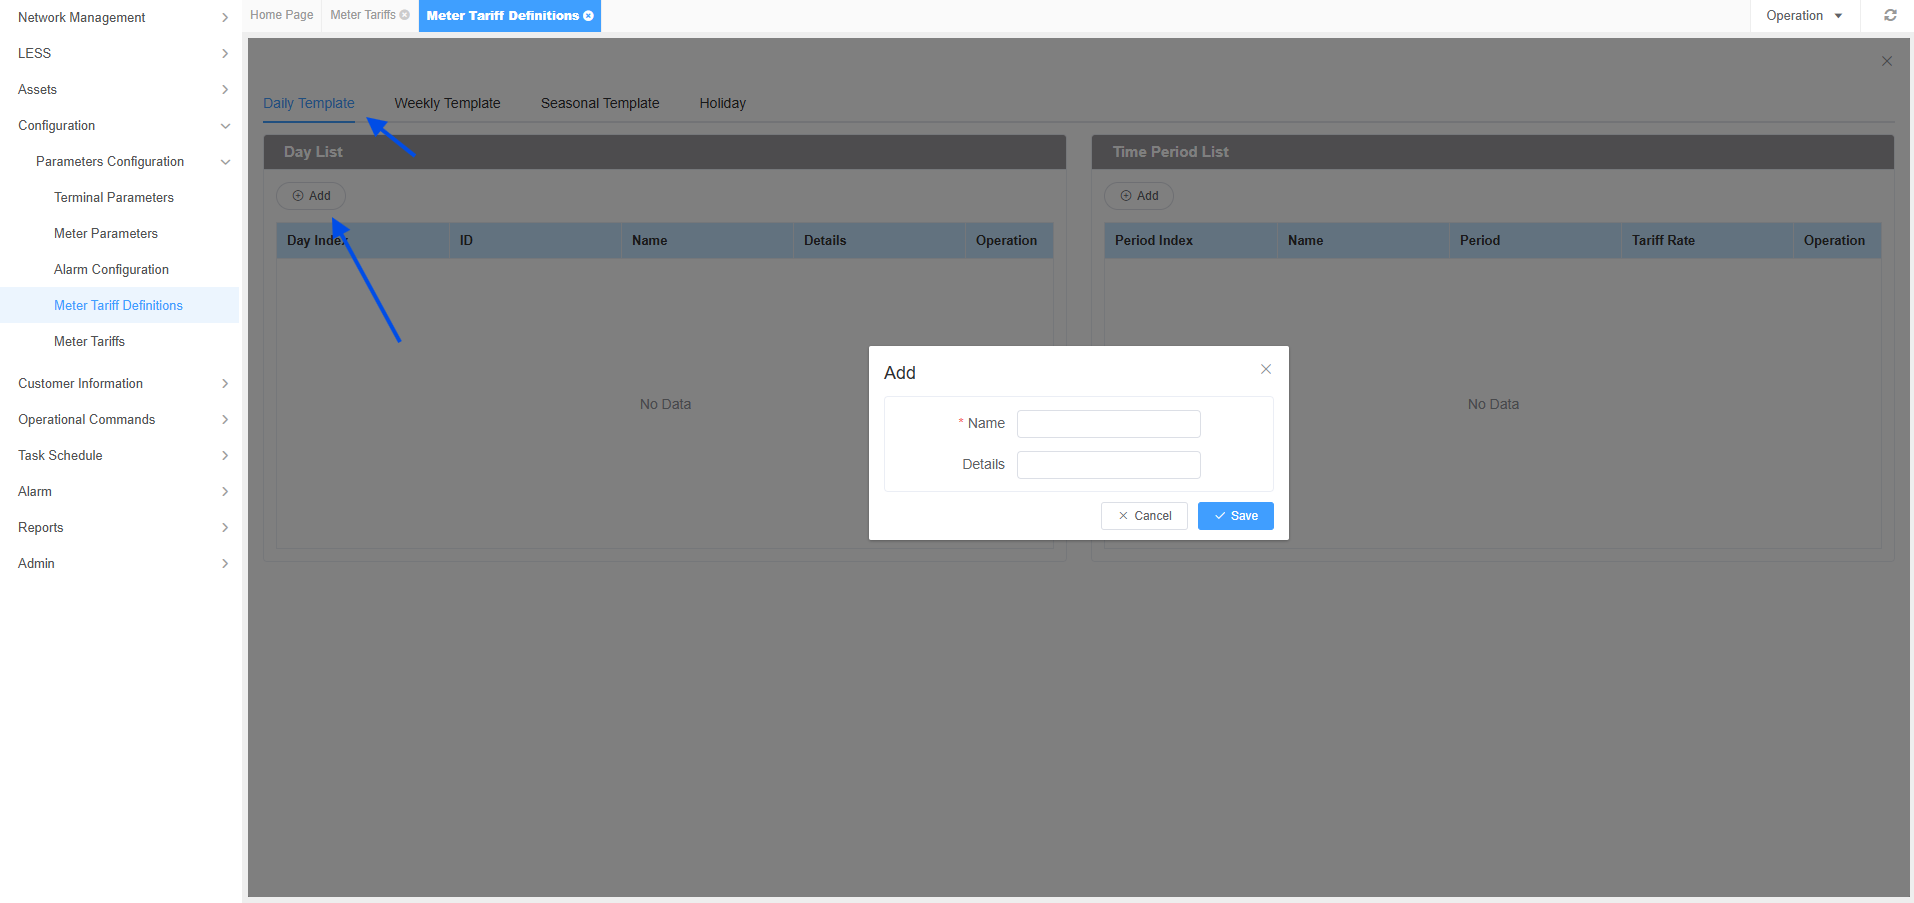 Network Management
LESS
Assets
Configuration
Parameters Configuration
Terminal Parameters
Meter Parameters
Alarm Configuration
Meter Tariff Definitions
Meter Tariffs
Customer Information
Operational Commands
Task Schedule
Alarm
Reports
Admin
Home Page Meter Tariffs Meter Tariff Definitions Operation
Daily Template Weekly Template Seasonal Template Holiday
Day List
Add
Day Index ID Name Details Operation
No Data
Time Period List
Add
Period Index Name Period Tariff Rate Operation
No Data
Add
* Name
Details
Cancel Save